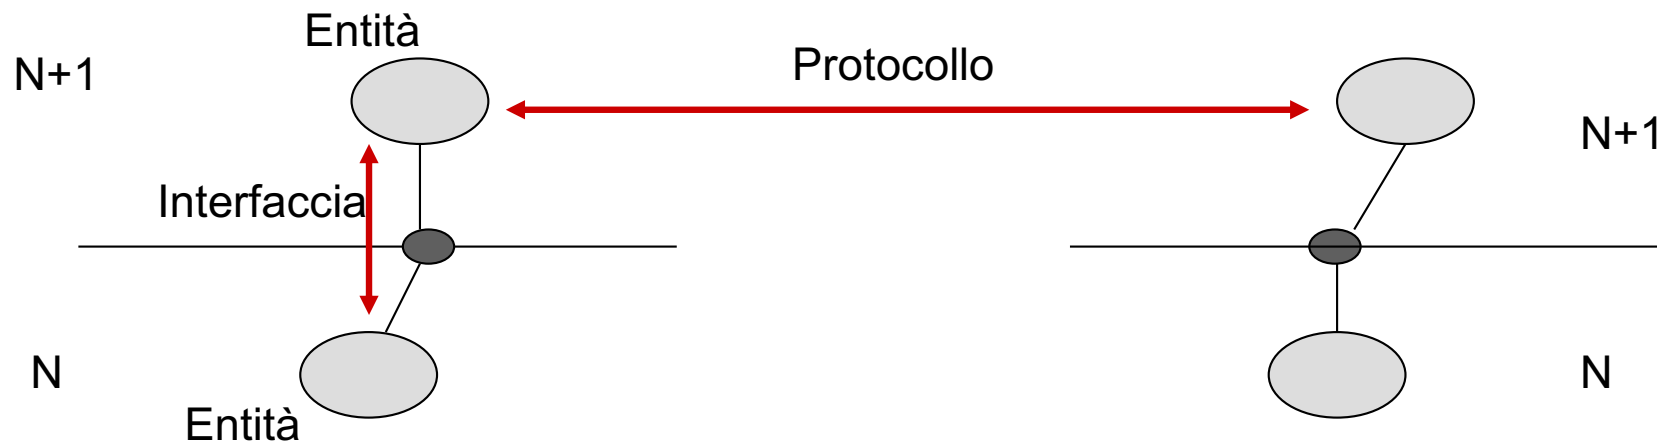 Entità
N+1
Protocollo
N+1
Interfaccia
N
N
Entità